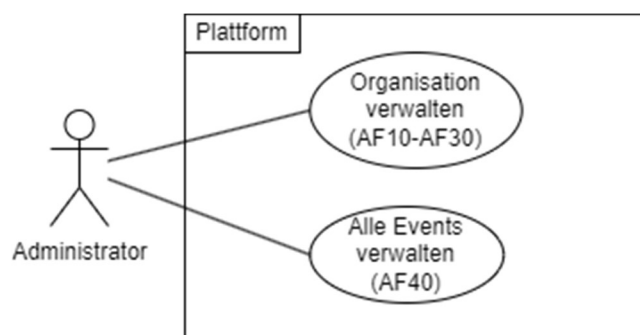 Plattform
Organisation
verwalten
(AF10-AF30)
Administrator
Alle Events
verwalten
(AF40)